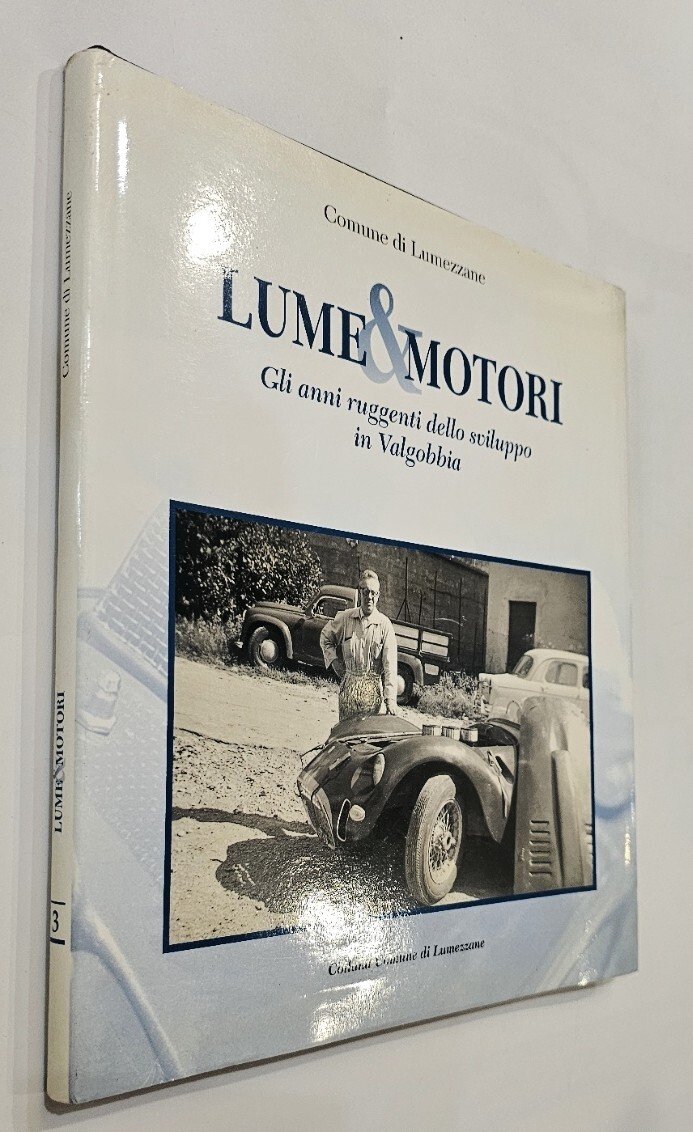 Comune di Lumezzane
LUME&MOTORI
Gli anni ruggenti dello sviluppo
in Valgobbia
Collana Comune di Lumezzane
Comune di Lumezzane
LUME&MOTORI
3